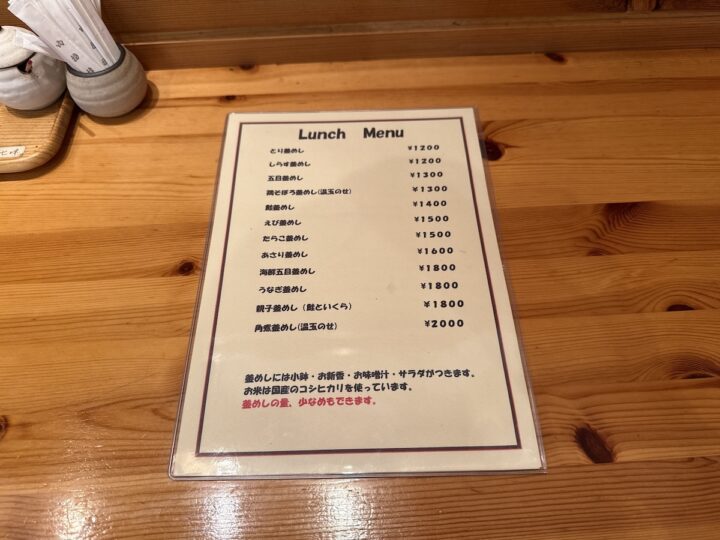 Lunch Menu
とり釜めし ¥1200
しらす釜めし ¥1200
五目釜めし ¥1300
鶏そぼろ釜めし(温玉のせ) ¥1300
鮭釜めし ¥1400
えび釜めし ¥1500
たらこ釜めし ¥1500
あさり釜めし ¥1600
海鮮五目釜めし ¥1800
うなぎ釜めし ¥1800
親子釜めし (鮭といくら) ¥1800
角煮釜めし(温玉のせ) ¥2000
釜めしには小鉢・お新香・お味噌汁・サラダがつきます。
お米は国産のコシヒカリを使っています。
釜めしの量、少なめもできます。